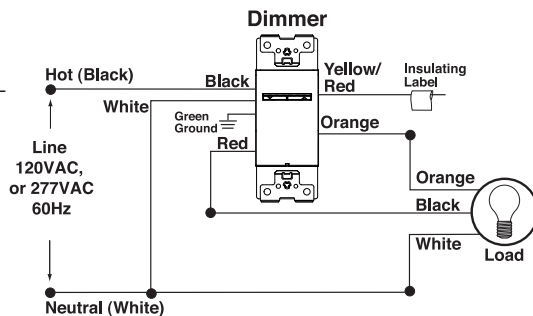 Dimmer
Hot (Black)
Black
Yellow/
Red
Insulating
Label
White
Green
Ground
Orange
Red
Line
120VAC,
or 277VAC
60Hz
Orange
Black
White
Load
Neutral (White)